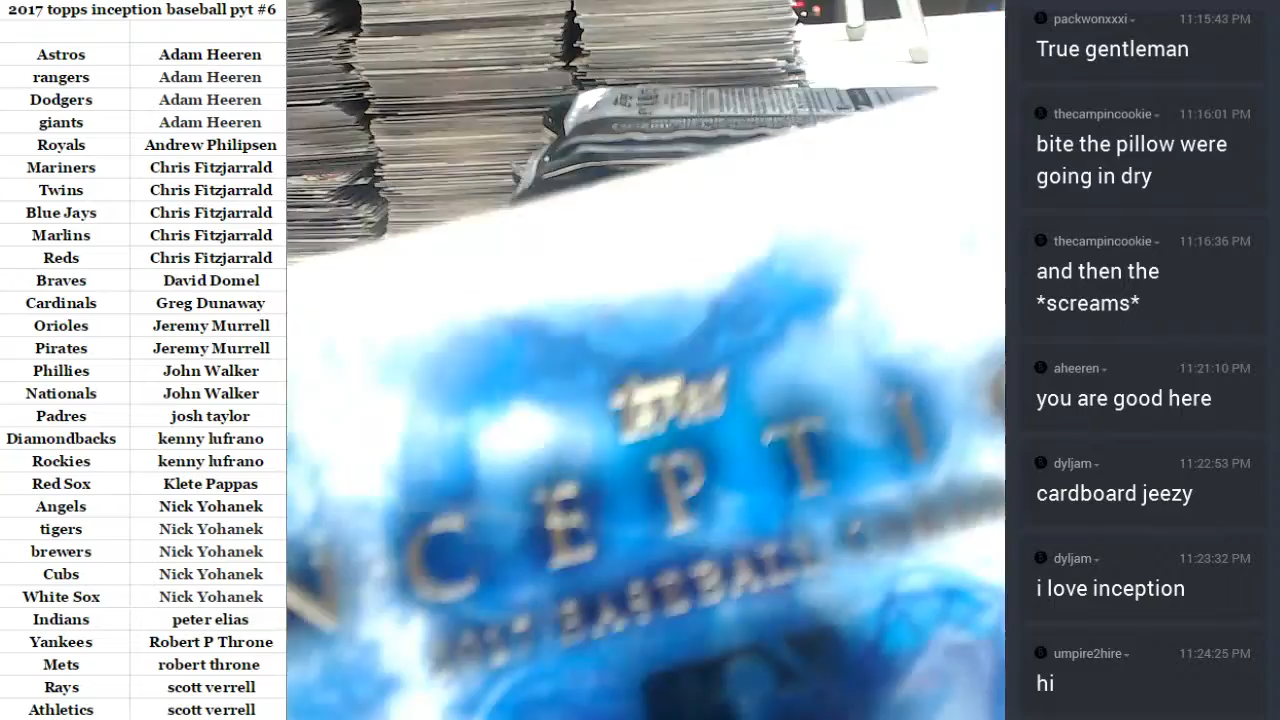 2017 topps inception baseball pyt #6
Astros Adam Heeren
rangers Adam Heeren
Dodgers Adam Heeren
giants Adam Heeren
Royals Andrew Philipsen
Mariners Chris Fitzjarrald
Twins Chris Fitzjarrald
Blue Jays Chris Fitzjarrald
Marlins Chris Fitzjarrald
Reds Chris Fitzjarrald
Braves David Domel
Cardinals Greg Dunaway
Orioles Jeremy Murrell
Pirates Jeremy Murrell
Phillies John Walker
Nationals John Walker
Padres josh taylor
Diamondbacks kenny lufrano
Rockies kenny lufrano
Red Sox Klete Pappas
Angels Nick Yohanek
tigers Nick Yohanek
brewers Nick Yohanek
Cubs Nick Yohanek
White Sox Nick Yohanek
Indians peter elias
Yankees Robert P Throne
Mets robert throne
Rays scott verrell
Athletics scott verrell
NCEPTI
BASEBALL
packwonxxxi 11:15:43 PM
True gentleman
thecampincookie 11:16:01 PM
bite the pillow were
going in dry
thecampincookie 11:16:36 PM
and then the
*screams*
aheeren 11:21:10 PM
you are good here
dyljam 11:22:53 PM
cardboard jeezy
dyljam 11:23:32 PM
i love inception
umpire2hire 11:24:25 PM
hi